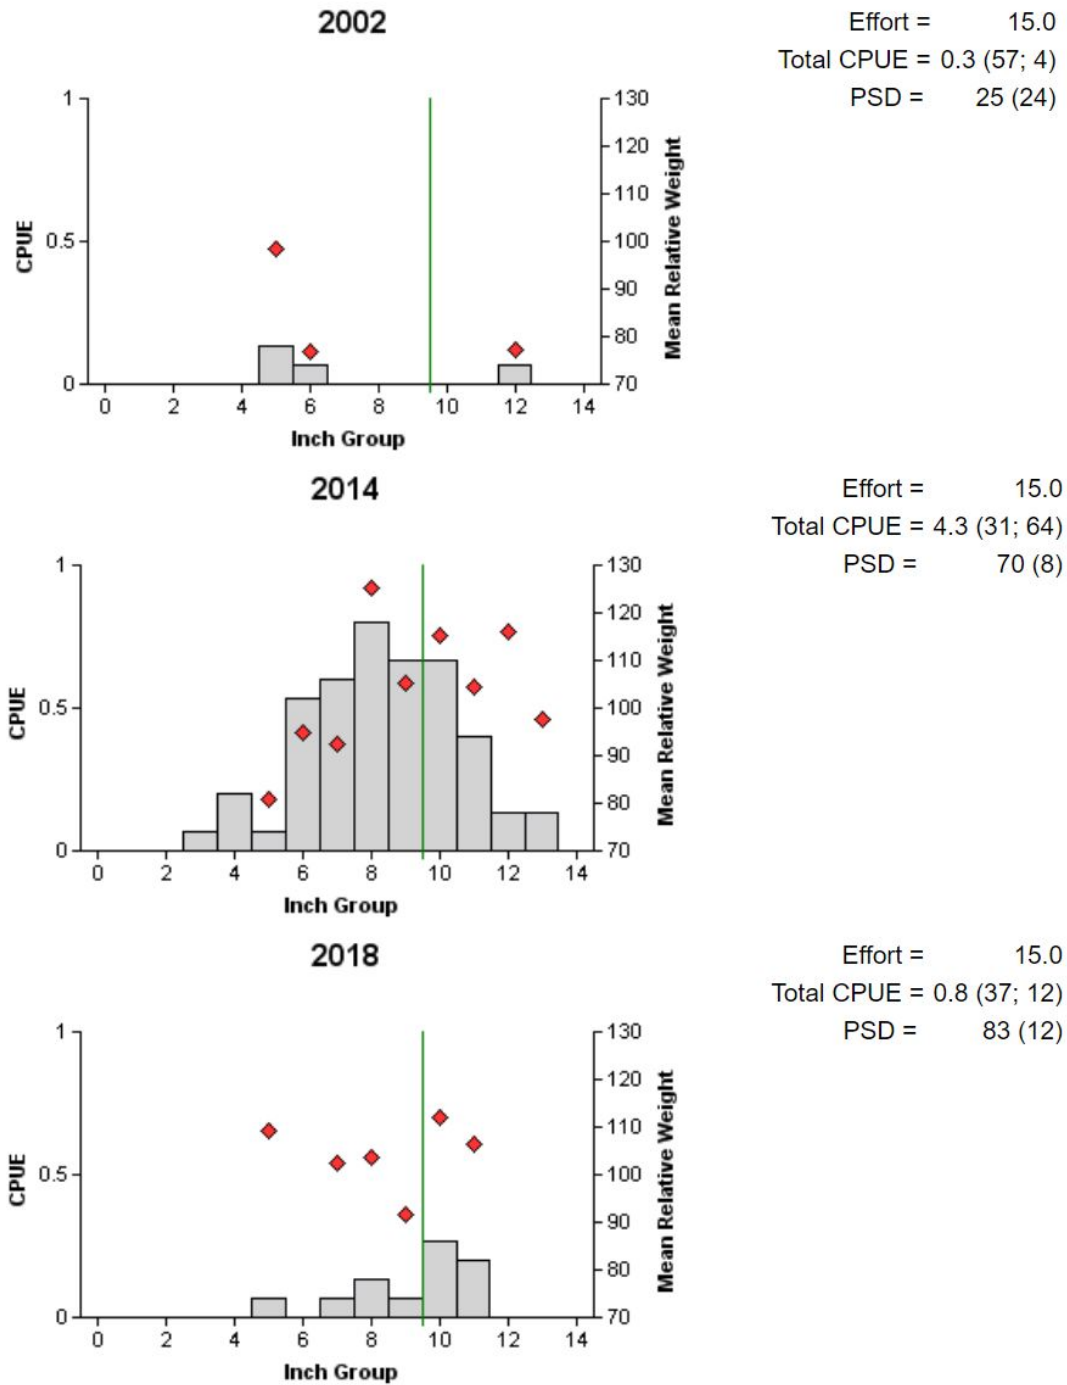 2002
Effort = 15.0
Total CPUE = 0.3 (57; 4)
PSD = 25 (24)
1
0.5
0
CPUE
130
120
110
100
90
80
70
Mean Relative Weight
0 2 4 6 8 10 12 14
Inch Group
2014
Effort = 15.0
Total CPUE = 4.3 (31; 64)
PSD = 70 (8)
1
0.5
0
CPUE
130
120
110
100
90
80
70
Mean Relative Weight
0 2 4 6 8 10 12 14
Inch Group
2018
Effort = 15.0
Total CPUE = 0.8 (37; 12)
PSD = 83 (12)
1
0.5
0
CPUE
130
120
110
100
90
80
70
Mean Relative Weight
0 2 4 6 8 10 12 14
Inch Group